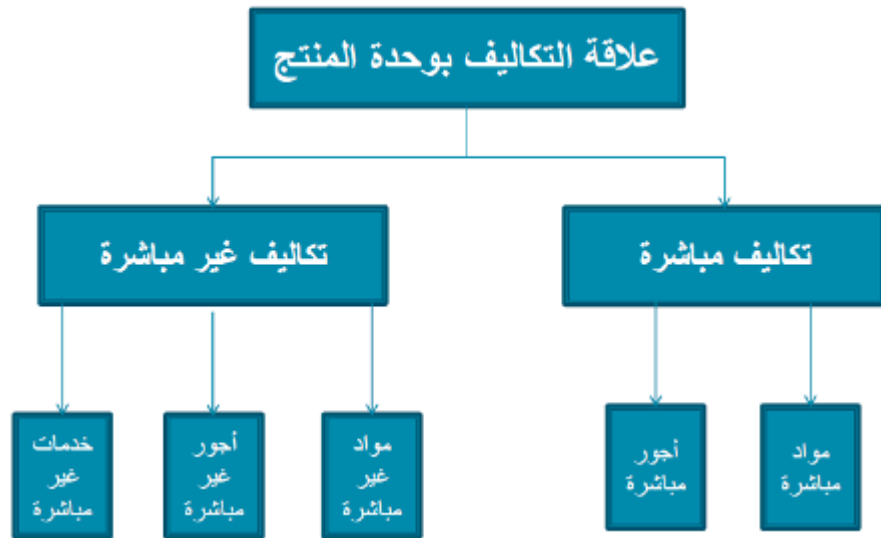 علاقة التكاليف بوحدة المنتج
تكاليف مباشرة
تكاليف غير مباشرة
مواد
مباشرة
أجور
مباشرة
مواد
غير
مباشرة
أجور
غير
مباشرة
خدمات
غير
مباشرة